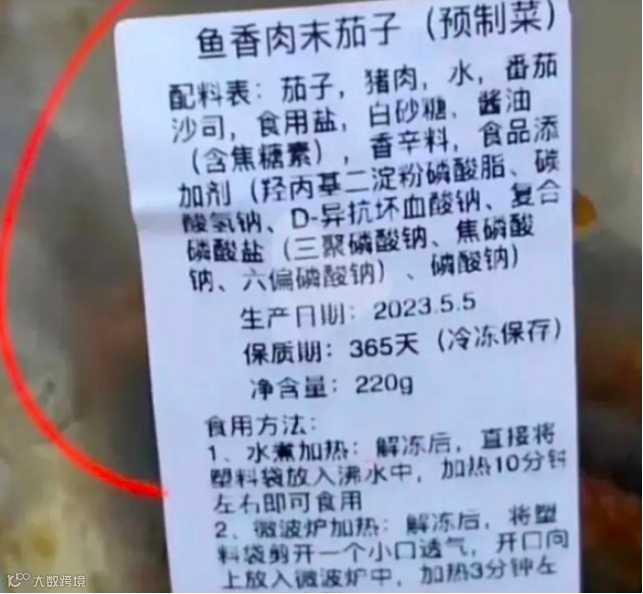 鱼香肉末茄子（预制菜）
配料表：茄子，猪肉，水，番茄
沙司，食用盐，白砂糖、酱油
（含焦糖素），香辛料，食品添
加剂（羟丙基二淀粉磷酸脂、碳
酸氢钠、D-异抗坏血酸钠、复合
磷酸盐（三聚磷酸钠、焦磷酸
钠、六偏磷酸钠）、磷酸钠）
生产日期：2023.5.5
保质期：365天（冷冻保存）
净含量：220g
食用方法：
1、水煮加热：解冻后，直接将
塑料袋放入沸水中，加热10分钟
左右即可食用
2、微波炉加热：解冻后，将塑
料袋剪开一个小口透气，开口向
上放入微波炉中，加热3分钟左
大数跨境